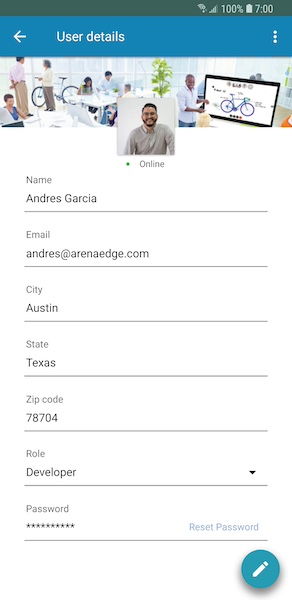 100% 7:00
User details
Online
Name
Andres Garcia
Email
andres@arenaedge.com
City
Austin
State
Texas
Zip code
78704
Role
Developer
Password
**********
Reset Password